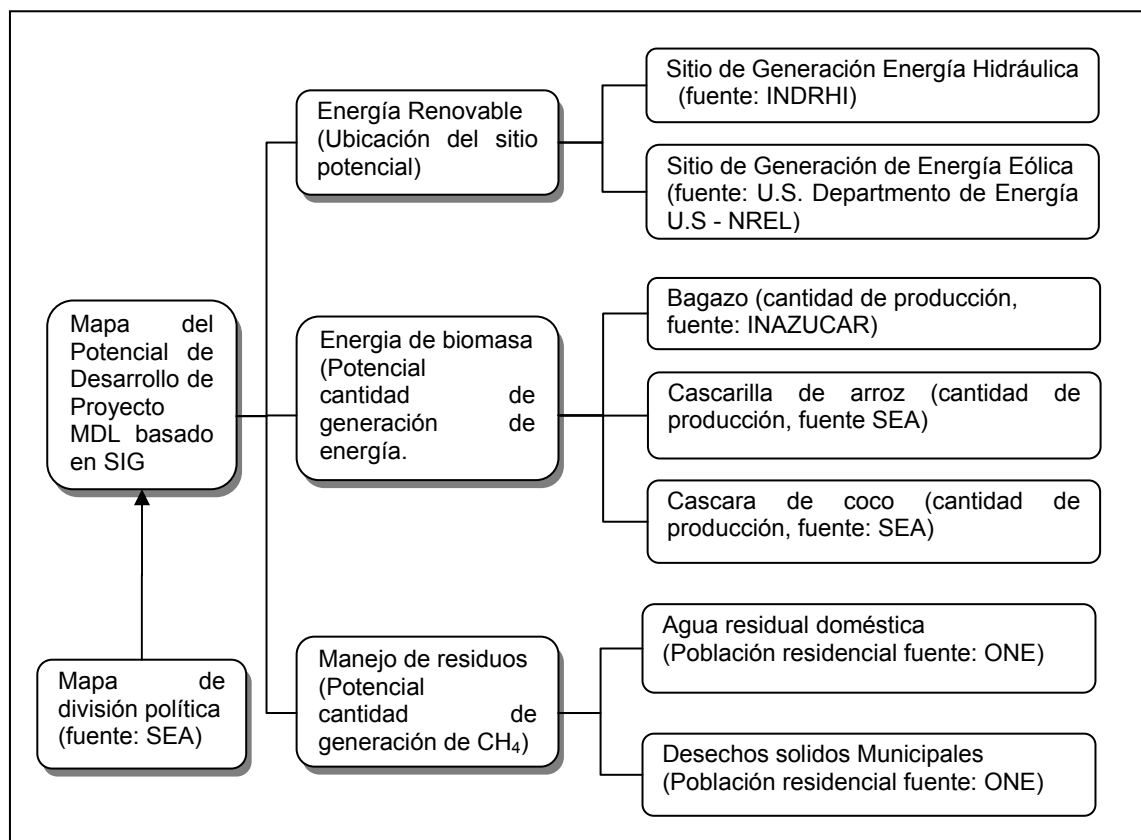 Mapa del
Potencial de
Desarrollo de
Proyecto
MDL basado
en SIG
Mapa de
división política
(fuente: SEA)
Energía Renovable
(Ubicación del sitio
potencial)
Sitio de Generación Energía Hidráulica
(fuente: INDRHI)
Sitio de Generación de Energía Eólica
(fuente: U.S. Departmento de Energía
U.S - NREL)
Energia de biomasa
(Potencial
cantidad de
generación de
energía.
Bagazo (cantidad de producción,
fuente: INAZUCAR)
Cascarilla de arroz (cantidad de
producción, fuente SEA)
Cascara de coco (cantidad de
producción, fuente: SEA)
Manejo de residuos
(Potencial
cantidad de
generación de CH₄)
Agua residual doméstica
(Población residencial fuente: ONE)
Desechos solidos Municipales
(Población residencial fuente: ONE)